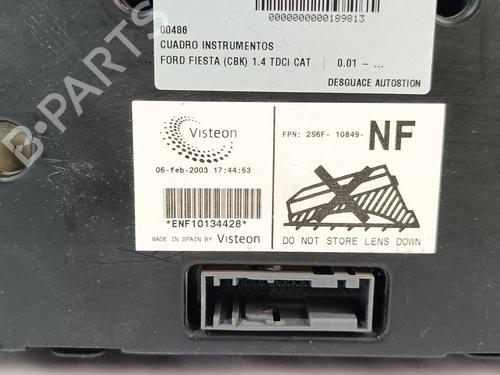 0000000000189813
00486
CUADRO INSTRUMENTOS
FORD FIESTA (CBK) 1.4 TDCi CAT | 0.01 - ...
DESGUACE AUTOSTION
Visteon
FPN: 2S6F- 10849- NF
06-feb-2003 17:44:53
*ENF10134428*
MADE IN SPAIN BY Visteon
DO NOT STORE LENS DOWN
B-PARTS